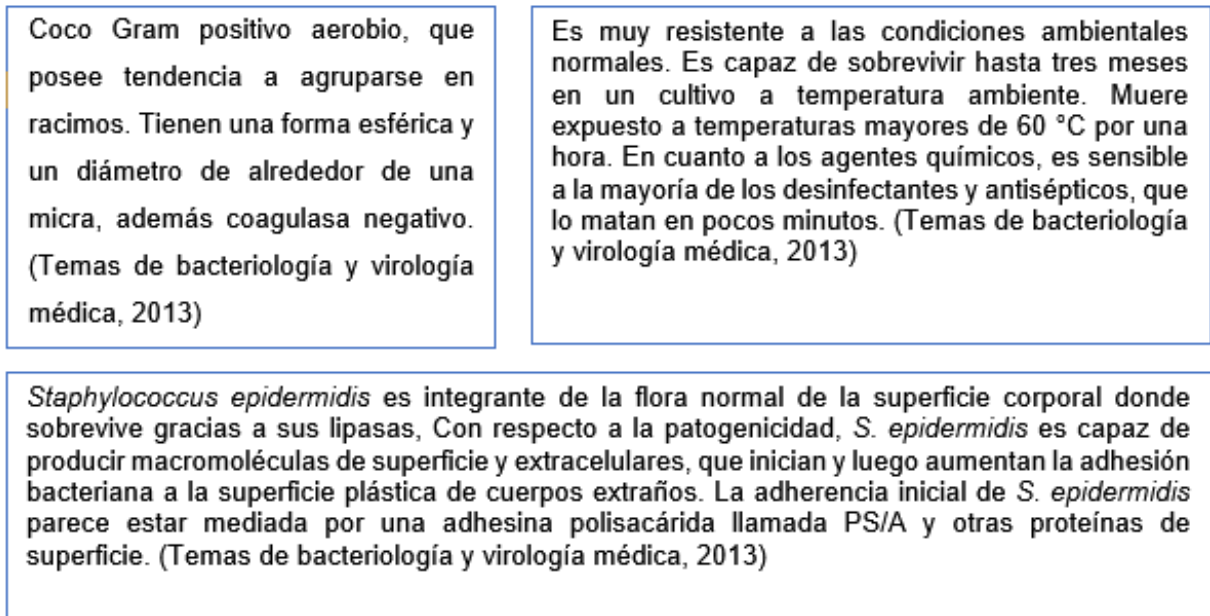 Coco Gram positivo aerobio, que
posee tendencia a agruparse en
racimos. Tienen una forma esférica y
un diámetro de alrededor de una
micra, además coagulasa negativo.
(Temas de bacteriología y virología
médica, 2013)
Es muy resistente a las condiciones ambientales
normales. Es capaz de sobrevivir hasta tres meses
en un cultivo a temperatura ambiente. Muere
expuesto a temperaturas mayores de 60 °C por una
hora. En cuanto a los agentes químicos, es sensible
a la mayoría de los desinfectantes y antisépticos, que
lo matan en pocos minutos. (Temas de bacteriología
y virología médica, 2013)
Staphylococcus epidermidis es integrante de la flora normal de la superficie corporal donde
sobrevive gracias a sus lipasas, Con respecto a la patogenicidad, S. epidermidis es capaz de
producir macromoléculas de superficie y extracelulares, que inician y luego aumentan la adhesión
bacteriana a la superficie plástica de cuerpos extraños. La adherencia inicial de S. epidermidis
parece estar mediada por una adhesina polisacárida llamada PS/A y otras proteínas de
superficie. (Temas de bacteriología y virología médica, 2013)